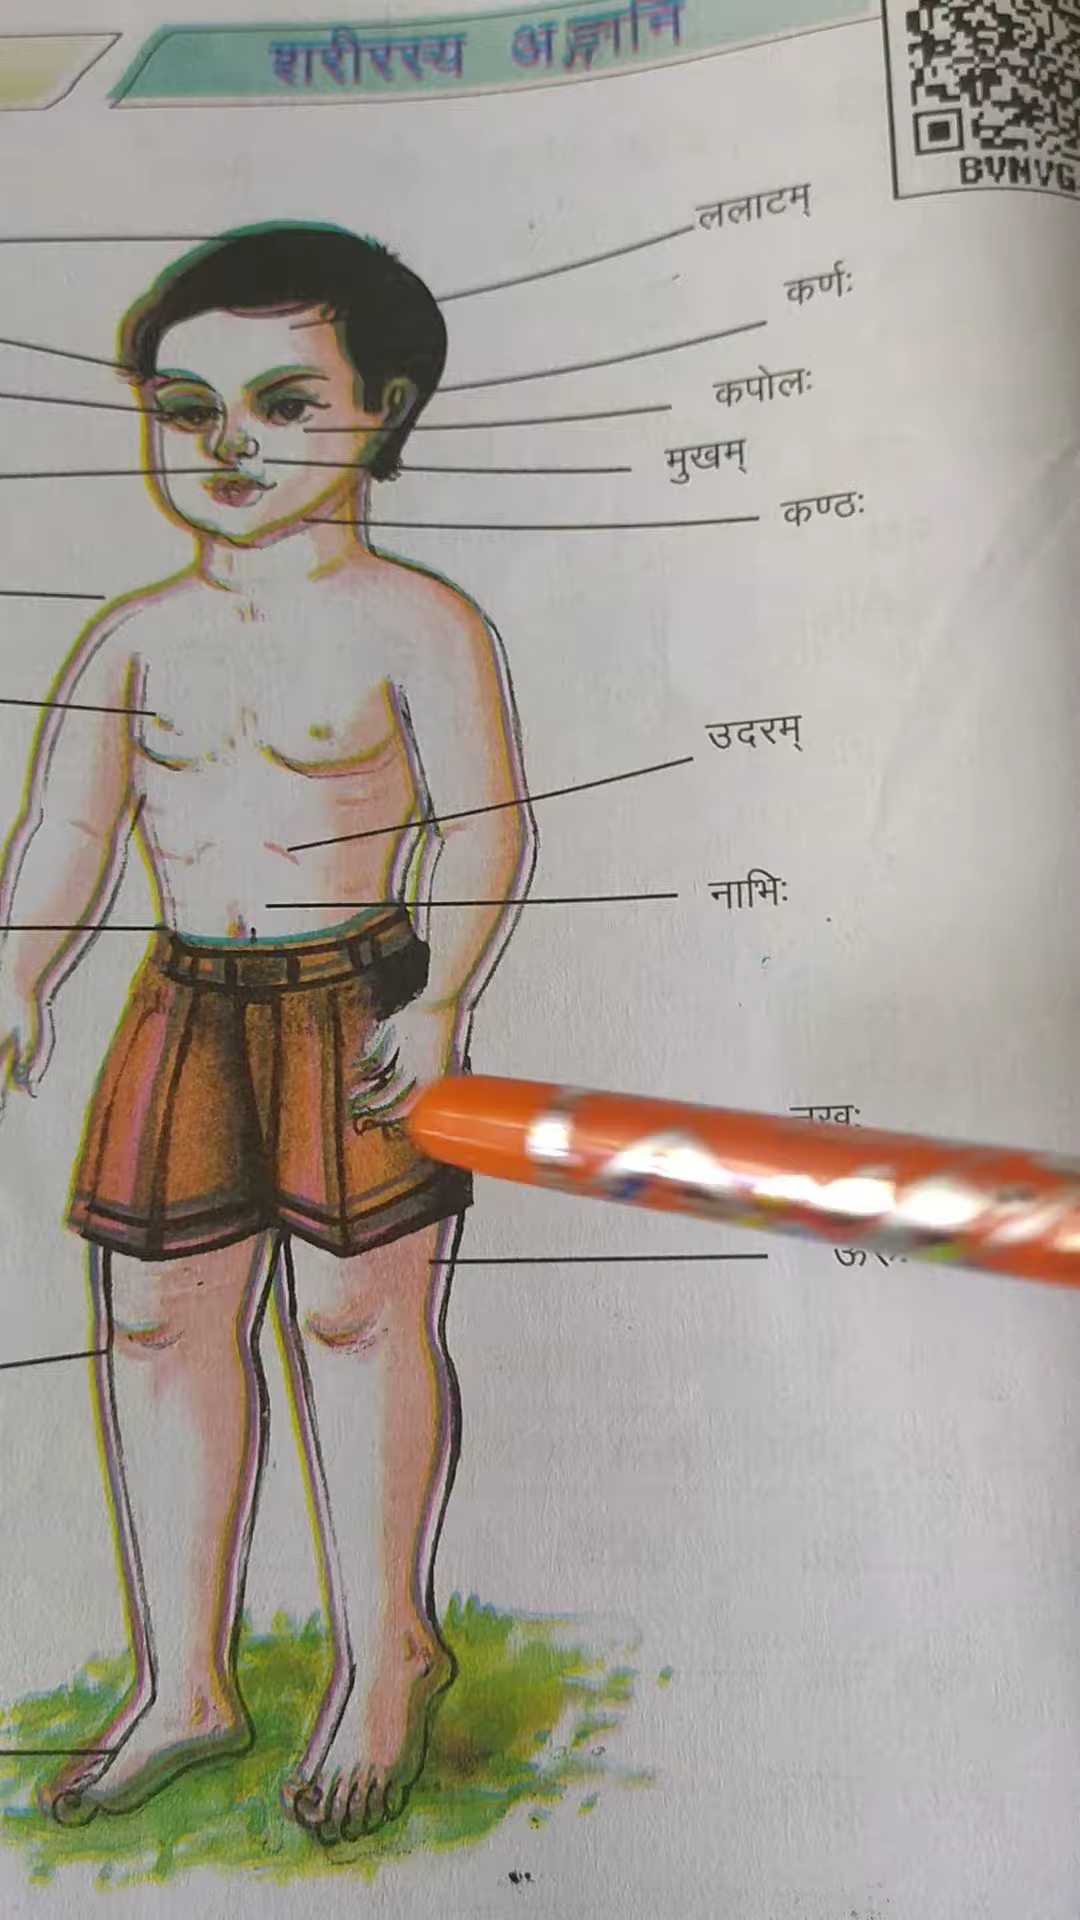 शरीरस्य अङ्गानि
BVMVG
ललाटम्
कर्णः
कपोलः
मुखम्
कण्ठः
उदरम्
नाभिः